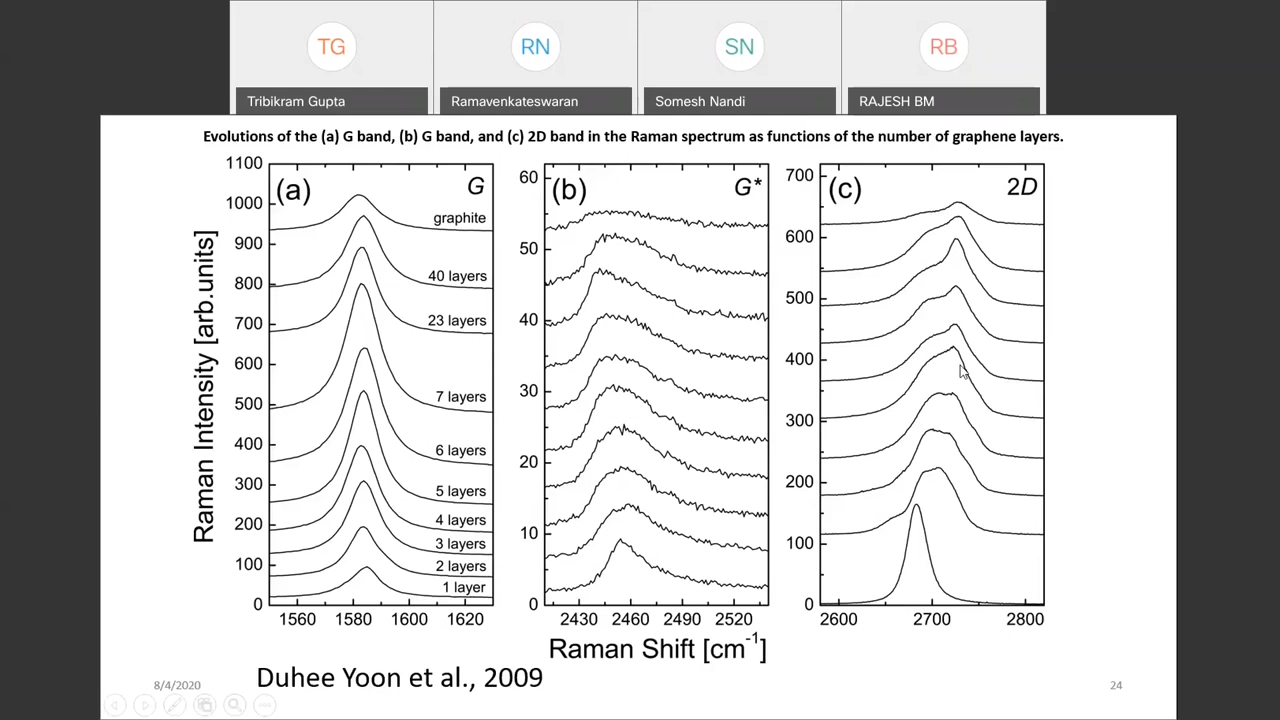 TG
RN
SN
RB
Tribikram Gupta
Ramavenkateswaran
Somesh Nandi
RAJESH BM
Evolutions of the (a) G band, (b) G band, and (c) 2D band in the Raman spectrum as functions of the number of graphene layers.
Raman Intensity [arb.units]
(a) G
1100
1000
900
800
700
600
500
400
300
200
100
0
graphite
40 layers
23 layers
7 layers
6 layers
5 layers
4 layers
3 layers
2 layers
1 layer
1560 1580 1600 1620
(b) G*
60
50
40
30
20
10
0
2430 2460 2490 2520
(c) 2D
700
600
500
400
300
200
100
0
2600 2700 2800
Raman Shift [cm-1]
Duhee Yoon et al., 2009
8/4/2020
24